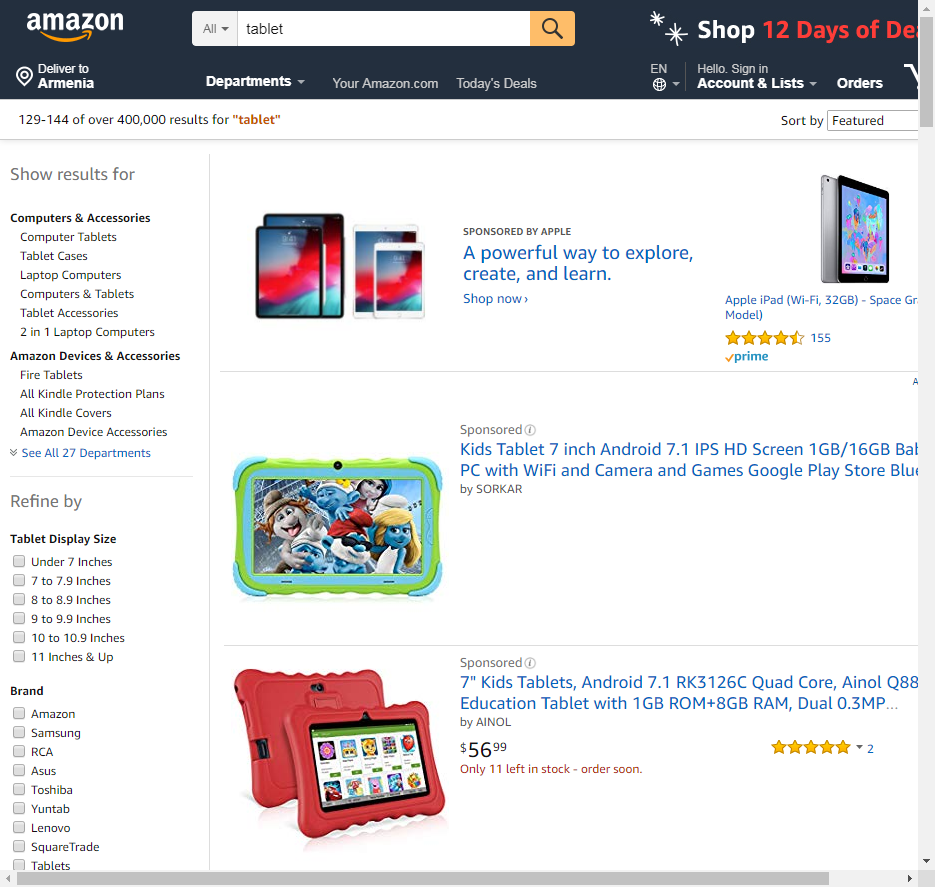 amazon
All
tablet
Shop 12 Days of De
Deliver to
Armenia
Departments
Your Amazon.com
Today's Deals
EN
Hello. Sign in
Account & Lists
Orders
129-144 of over 400,000 results for "tablet"
Sort by Featured
Show results for
Computers & Accessories
Computer Tablets
Tablet Cases
Laptop Computers
Computers & Tablets
Tablet Accessories
2 in 1 Laptop Computers
Amazon Devices & Accessories
Fire Tablets
All Kindle Protection Plans
All Kindle Covers
Amazon Device Accessories
See All 27 Departments
Refine by
Tablet Display Size
Under 7 Inches
7 to 7.9 Inches
8 to 8.9 Inches
9 to 9.9 Inches
10 to 10.9 Inches
11 Inches & Up
Brand
Amazon
Samsung
RCA
Asus
Toshiba
Yuntab
Lenovo
SquareTrade
Tablets
SPONSORED BY APPLE
A powerful way to explore,
create, and learn.
Shop now ›
Apple iPad (Wi-Fi, 32GB) - Space Gr
Model)
155
prime
A
Sponsored
Kids Tablet 7 inch Android 7.1 IPS HD Screen 1GB/16GB Bab
PC with WiFi and Camera and Games Google Play Store Blue
by SORKAR
Sponsored
7" Kids Tablets, Android 7.1 RK3126C Quad Core, Ainol Q88
Education Tablet with 1GB ROM+8GB RAM, Dual 0.3MP...
by AINOL
$56 99
2
Only 11 left in stock - order soon.